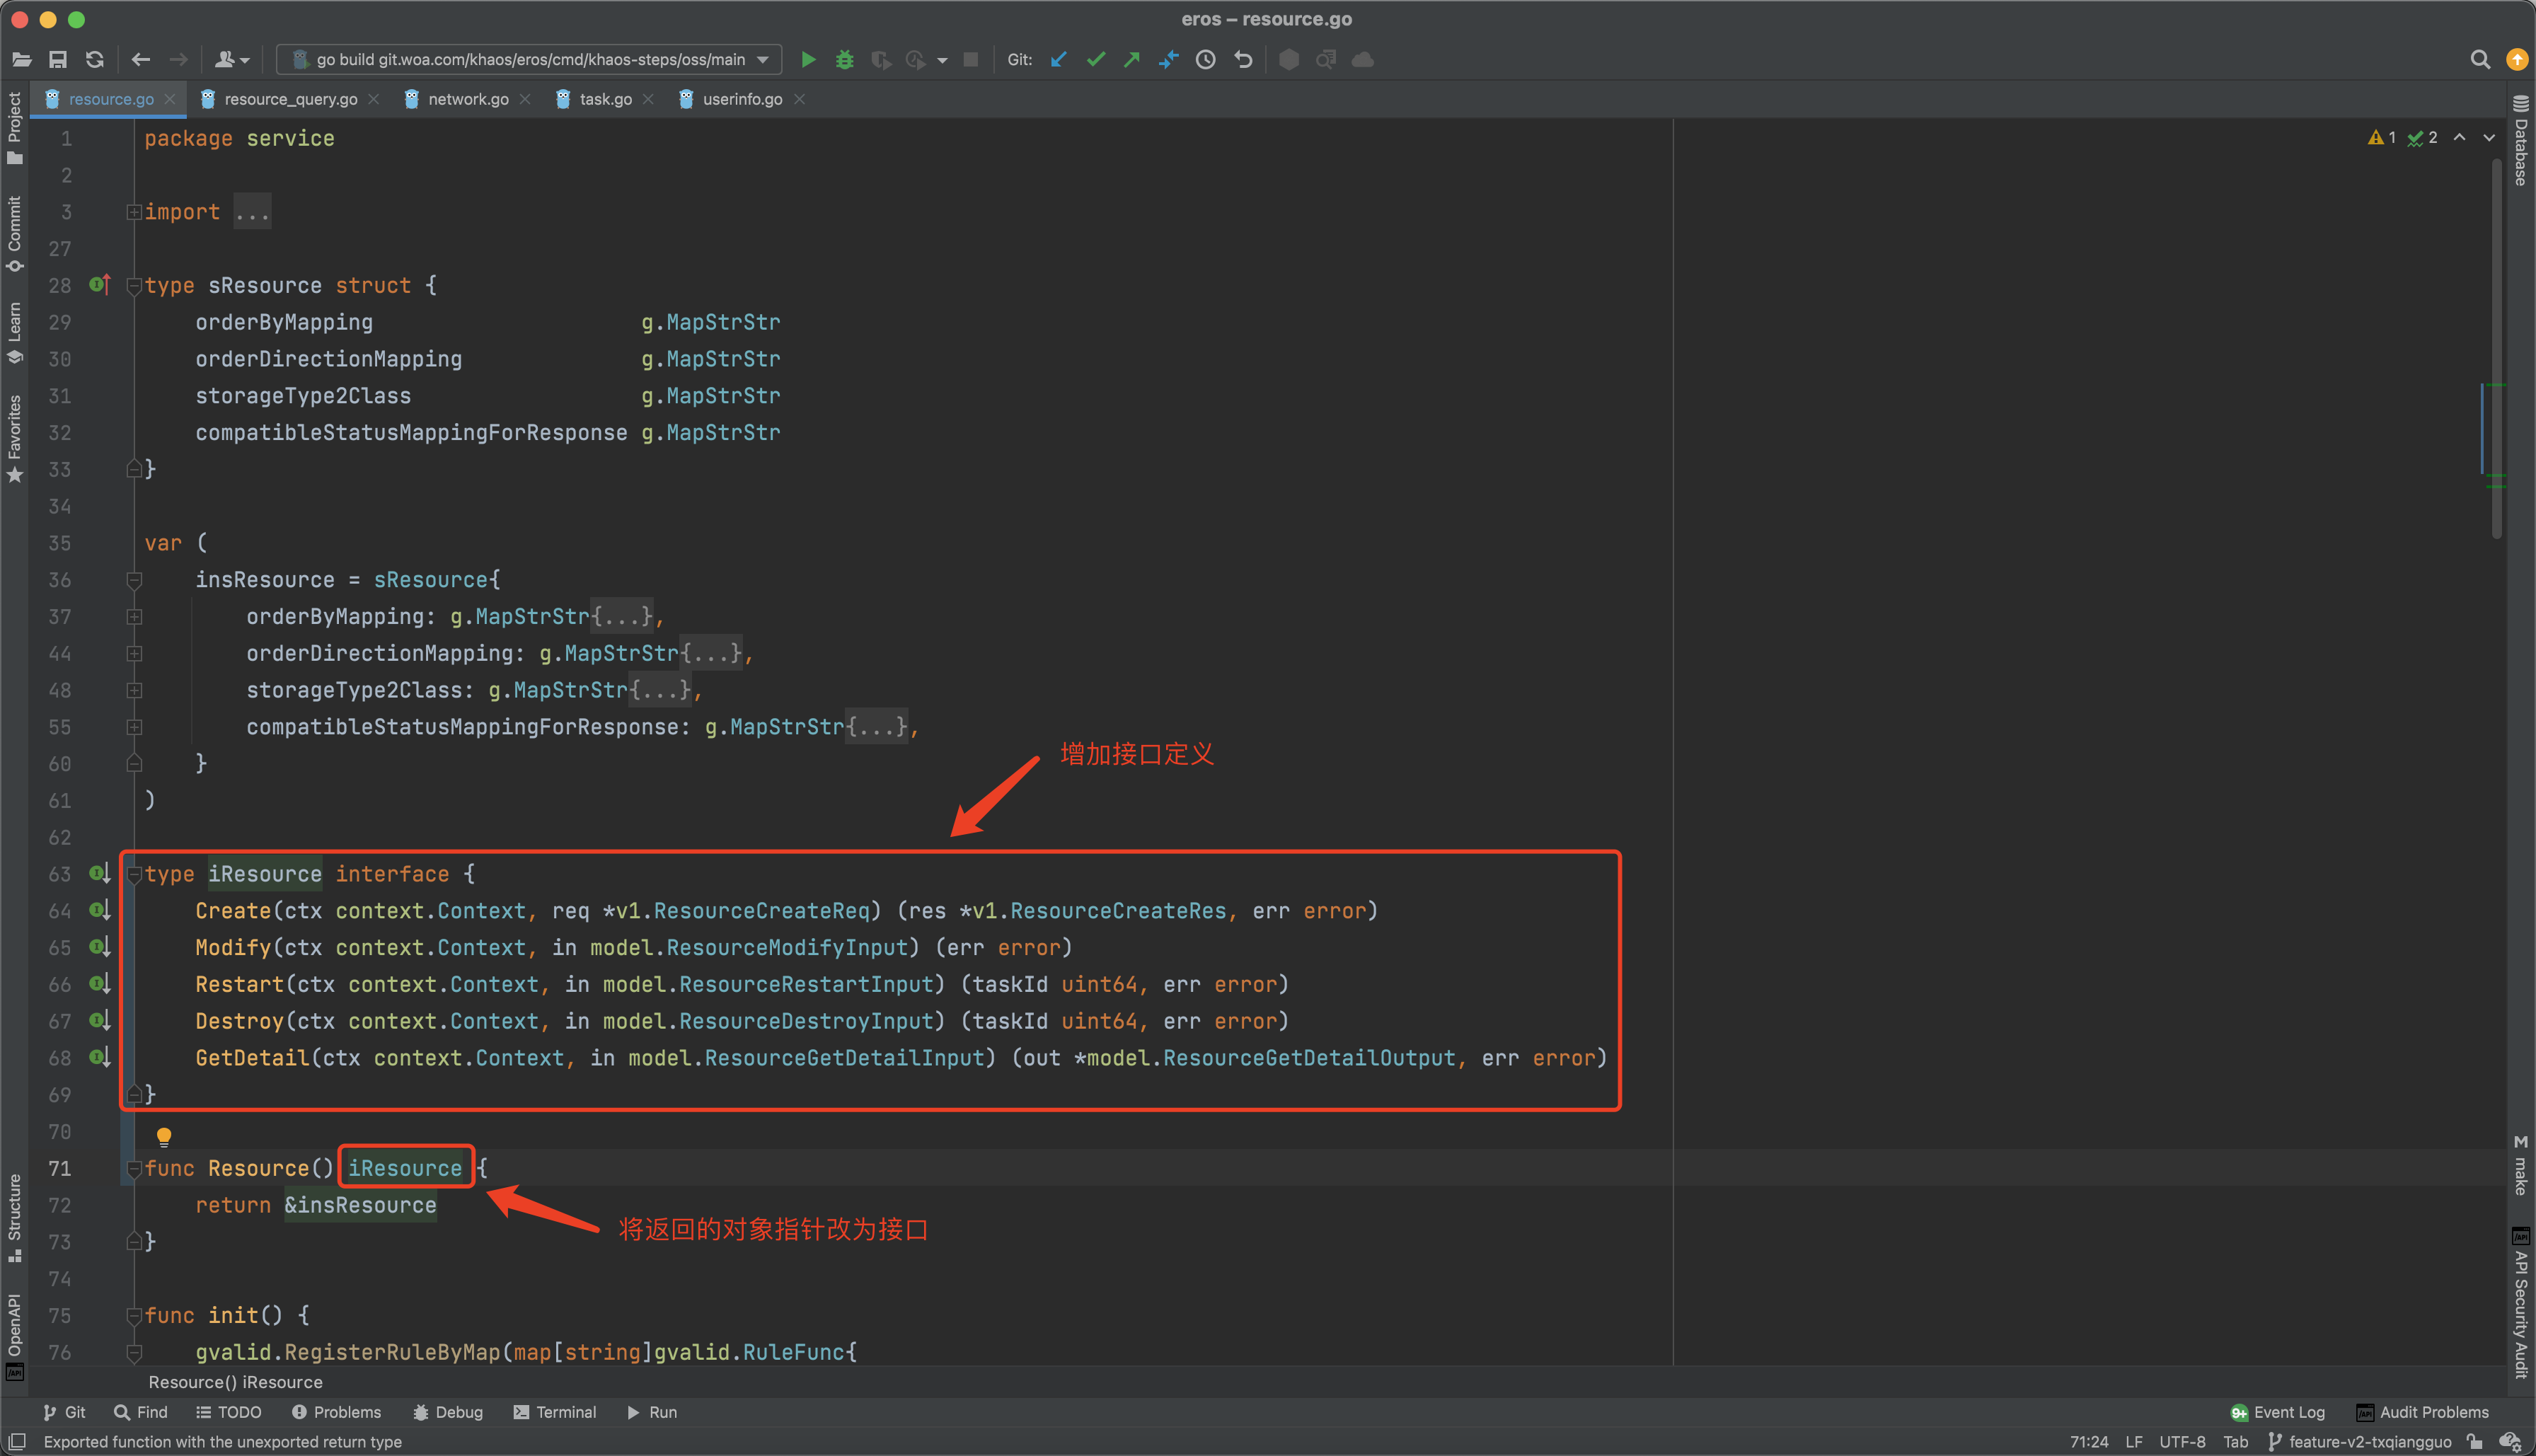 eros – resource.go
go build git.woa.com/khaos/eros/cmd/khaos-steps/oss/main
Git:
resource.go
resource_query.go
network.go
task.go
userinfo.go
Project
Commit
Learn
Favorites
Structure
OpenAPI
Database
make
API Security Audit
1 2
1 package service
2
3 import ...
27
28 type sResource struct {
29 orderByMapping g.MapStrStr
30 orderDirectionMapping g.MapStrStr
31 storageType2Class g.MapStrStr
32 compatibleStatusMappingForResponse g.MapStrStr
33 }
34
35 var (
36 insResource = sResource{
37 orderByMapping: g.MapStrStr{...},
44 orderDirectionMapping: g.MapStrStr{...},
48 storageType2Class: g.MapStrStr{...},
55 compatibleStatusMappingForResponse: g.MapStrStr{...},
增加接口定义
60 }
61 )
62
63 type iResource interface {
64 Create(ctx context.Context, req *v1.ResourceCreateReq) (res *v1.ResourceCreateRes, err error)
65 Modify(ctx context.Context, in model.ResourceModifyInput) (err error)
66 Restart(ctx context.Context, in model.ResourceRestartInput) (taskId uint64, err error)
67 Destroy(ctx context.Context, in model.ResourceDestroyInput) (taskId uint64, err error)
68 GetDetail(ctx context.Context, in model.ResourceGetDetailInput) (out *model.ResourceGetDetailOutput, err error)
69 }
70
71 func Resource() iResource {
72 return &insResource
将返回的对象指针改为接口
73 }
74
75 func init() {
76 gvalid.RegisterRuleByMap(map[string]gvalid.RuleFunc{
Resource() iResource
Git
Find
TODO
Problems
Debug
Terminal
Run
9+ Event Log
Audit Problems
Exported function with the unexported return type
71:24
LF
UTF-8
Tab
feature-v2-txqiangguo